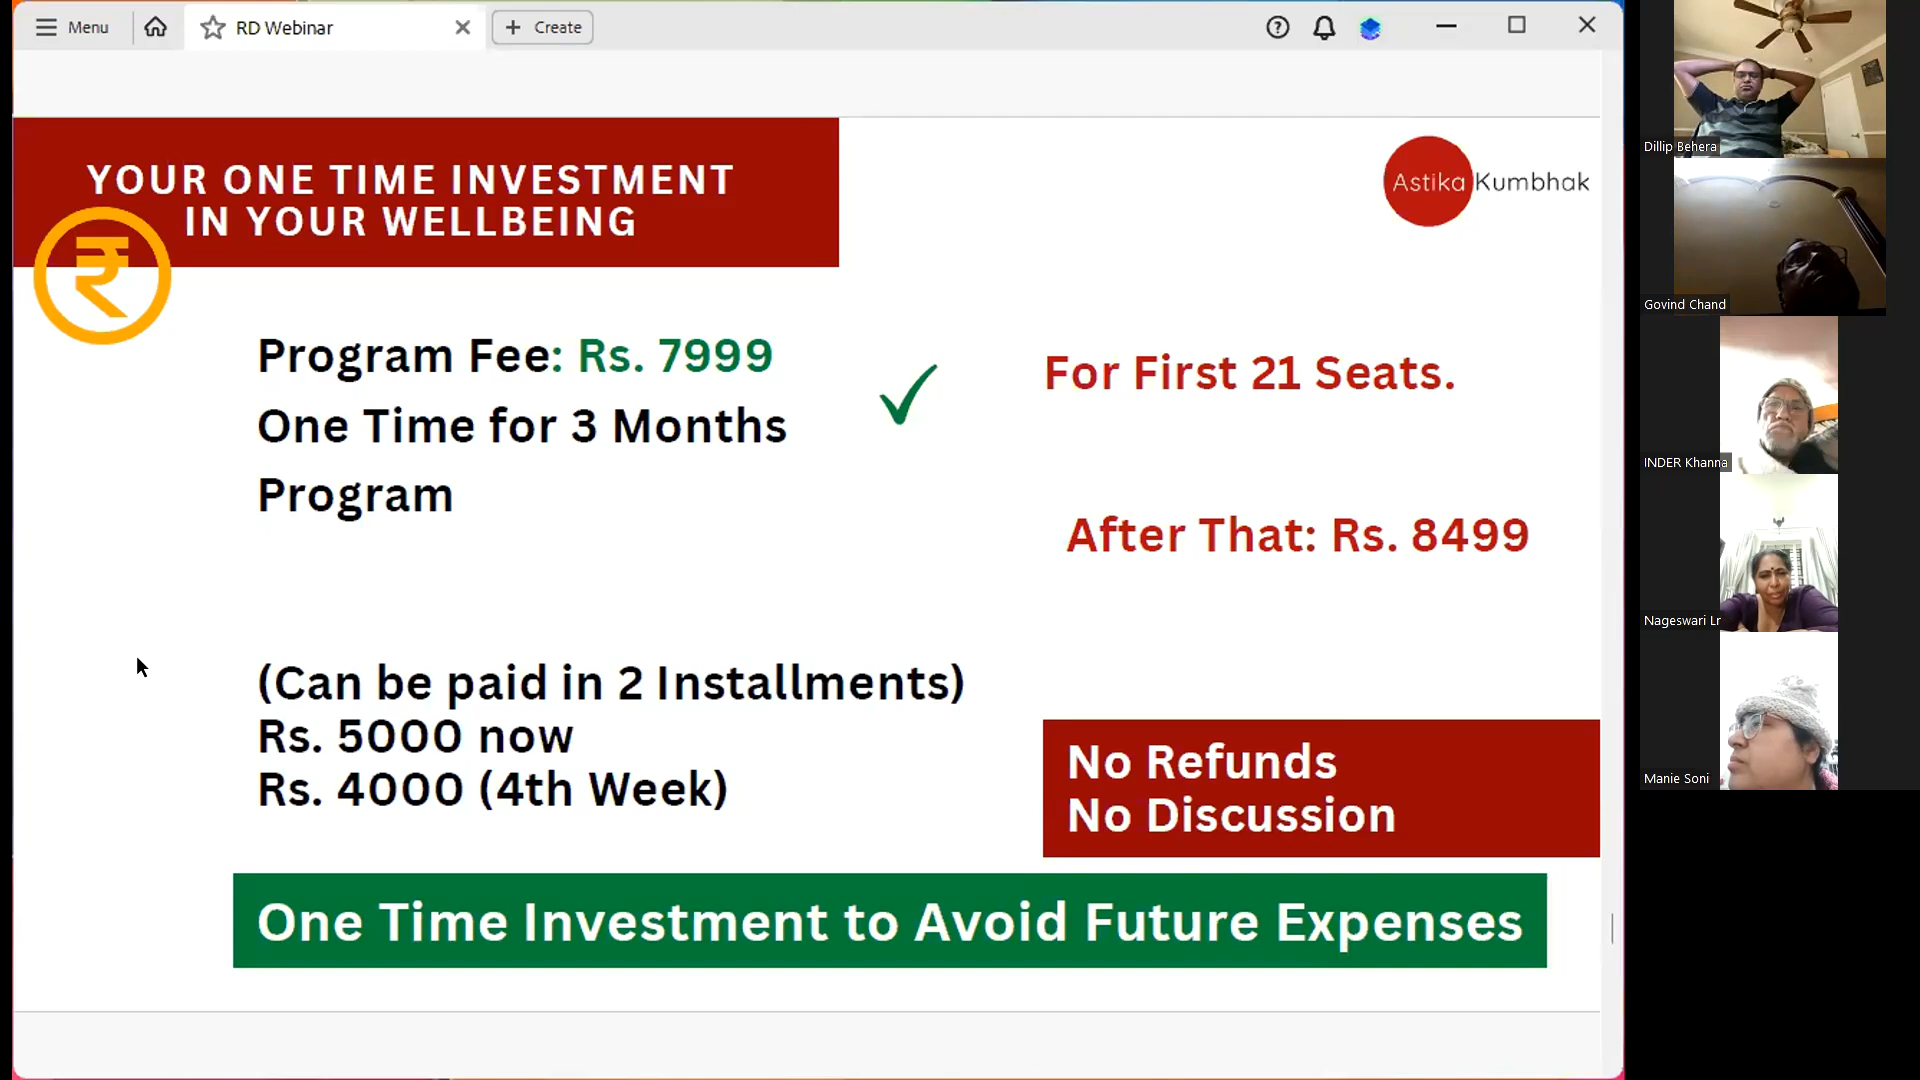 Menu
RD Webinar
Create
YOUR ONE TIME INVESTMENT
IN YOUR WELLBEING
₹
Astika Kumbhak
Program Fee: Rs. 7999
One Time for 3 Months
Program
For First 21 Seats.
After That: Rs. 8499
(Can be paid in 2 Installments)
Rs. 5000 now
Rs. 4000 (4th Week)
No Refunds
No Discussion
One Time Investment to Avoid Future Expenses
Dillip Behera
Govind Chand
INDER Khanna
Nageswari Lr
Manie Soni